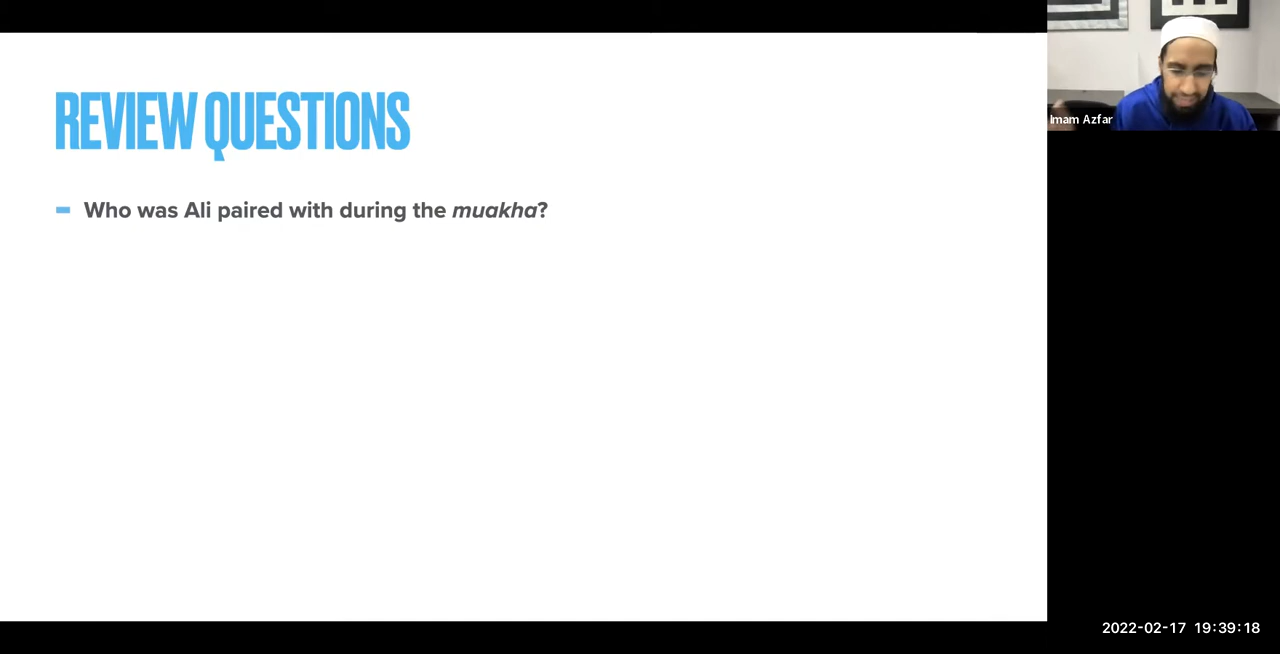 REVIEW QUESTIONS
Who was Ali paired with during the muakha?
Imam Azfar
2022-02-17 19:39:18